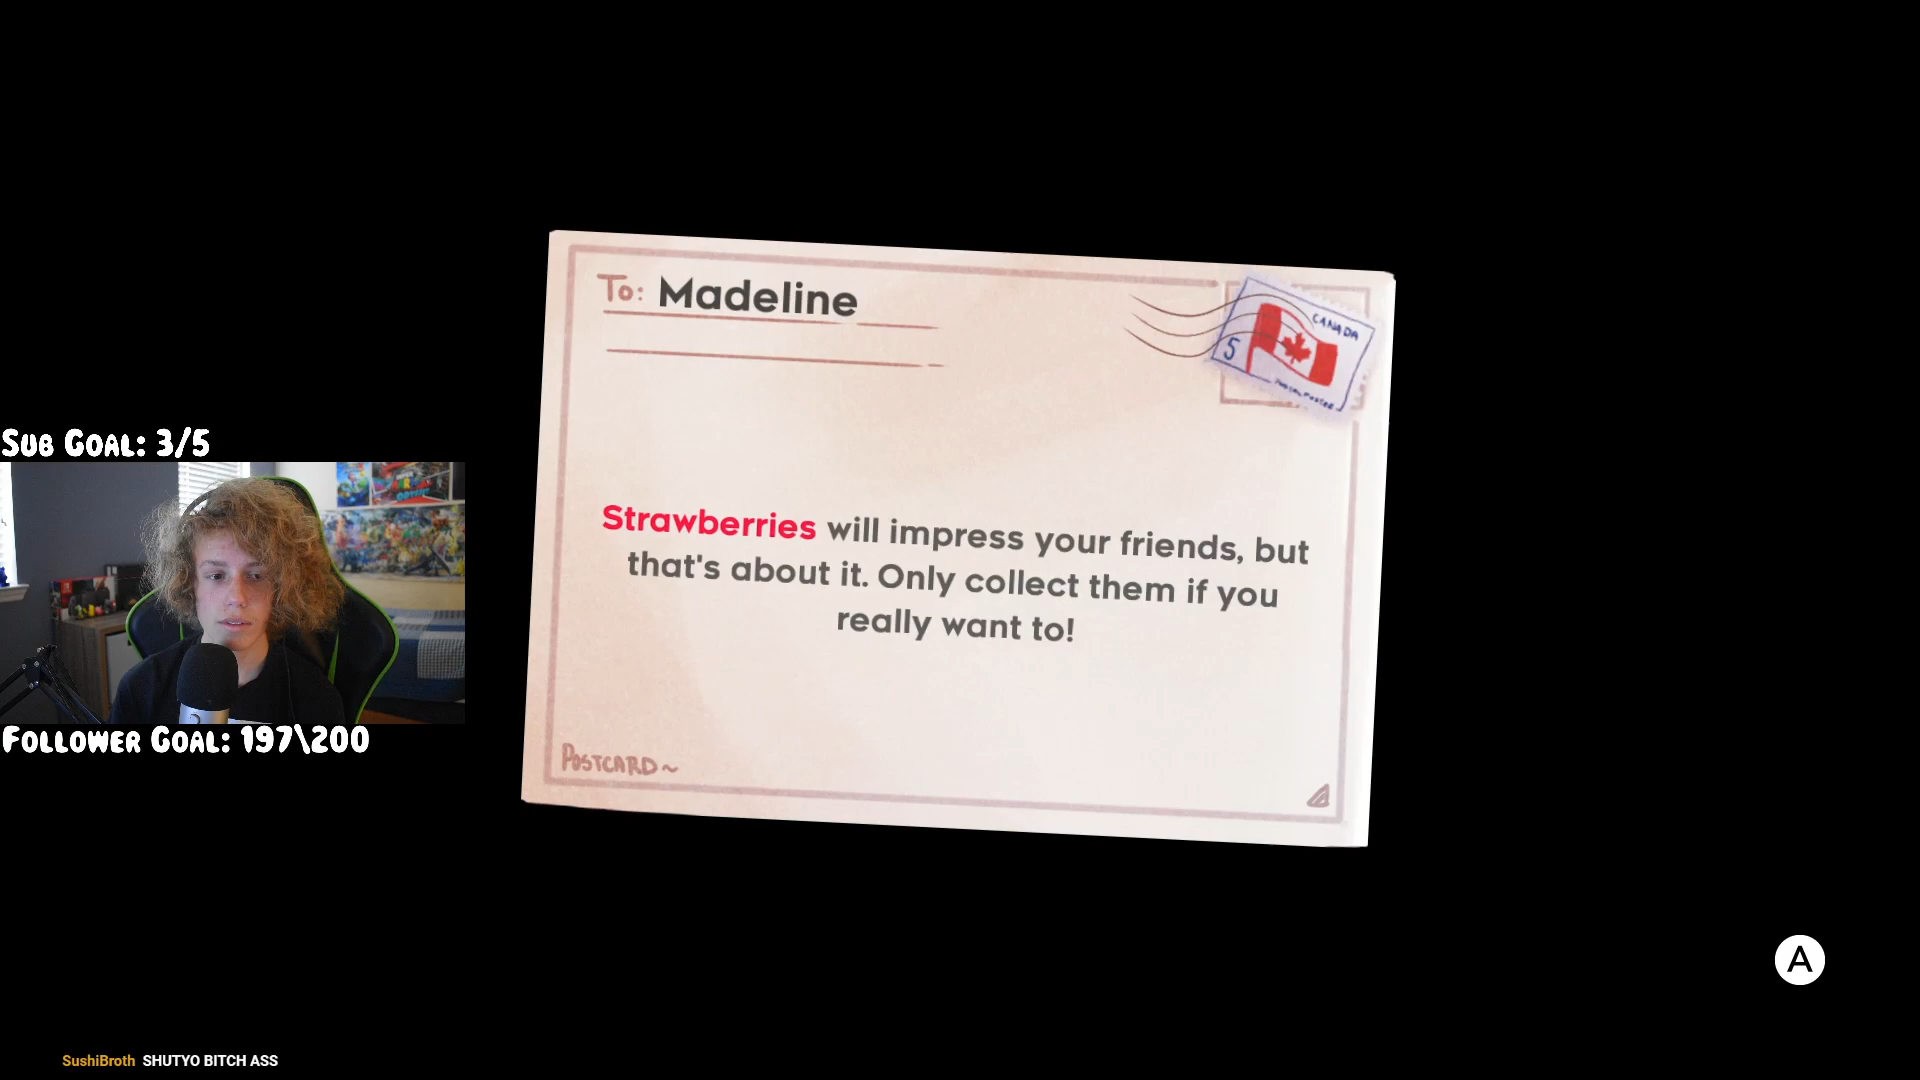 To: Madeline
CANADA
5
SUB GOAL: 3/5
Strawberries will impress your friends, but
that's about it. Only collect them if you
really want to!
FOLLOWER GOAL: 197\200
POSTCARD~
A
SushiBroth SHUTYO BITCH ASS